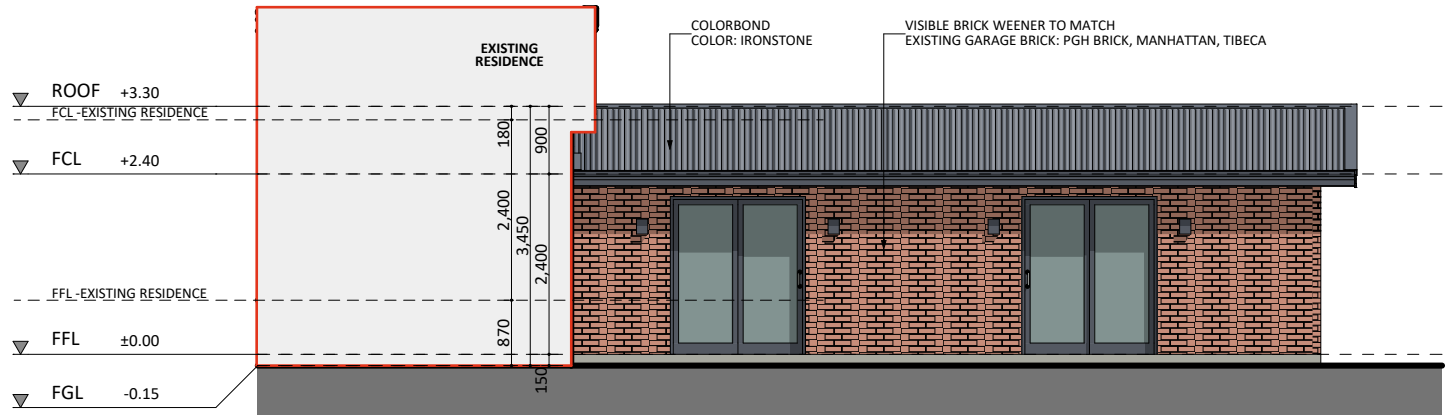 COLORBOND
COLOR: IRONSTONE
VISIBLE BRICK WEENER TO MATCH
EXISTING GARAGE BRICK: PGH BRICK, MANHATTAN, TIBECA
EXISTING
RESIDENCE
ROOF +3.30
FCL -EXISTING RESIDENCE
180
900
FCL +2.40
2,400
3,450
2,400
FFL -EXISTING RESIDENCE
870
FFL ±0.00
150
FGL -0.15